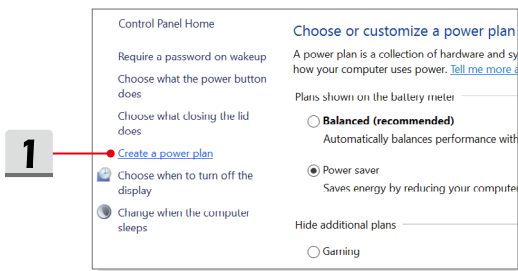 Control Panel Home
Require a password on wakeup
Choose what the power button
does
Choose what closing the lid
does
Create a power plan
Choose when to turn off the
display
Change when the computer
sleeps
1
Choose or customize a power plan
A power plan is a collection of hardware and sy
how your computer uses power. Tell me more a
Plans shown on the battery meter
Balanced (recommended)
Automatically balances performance with
Power saver
Saves energy by reducing your computer
Hide additional plans
Gaming